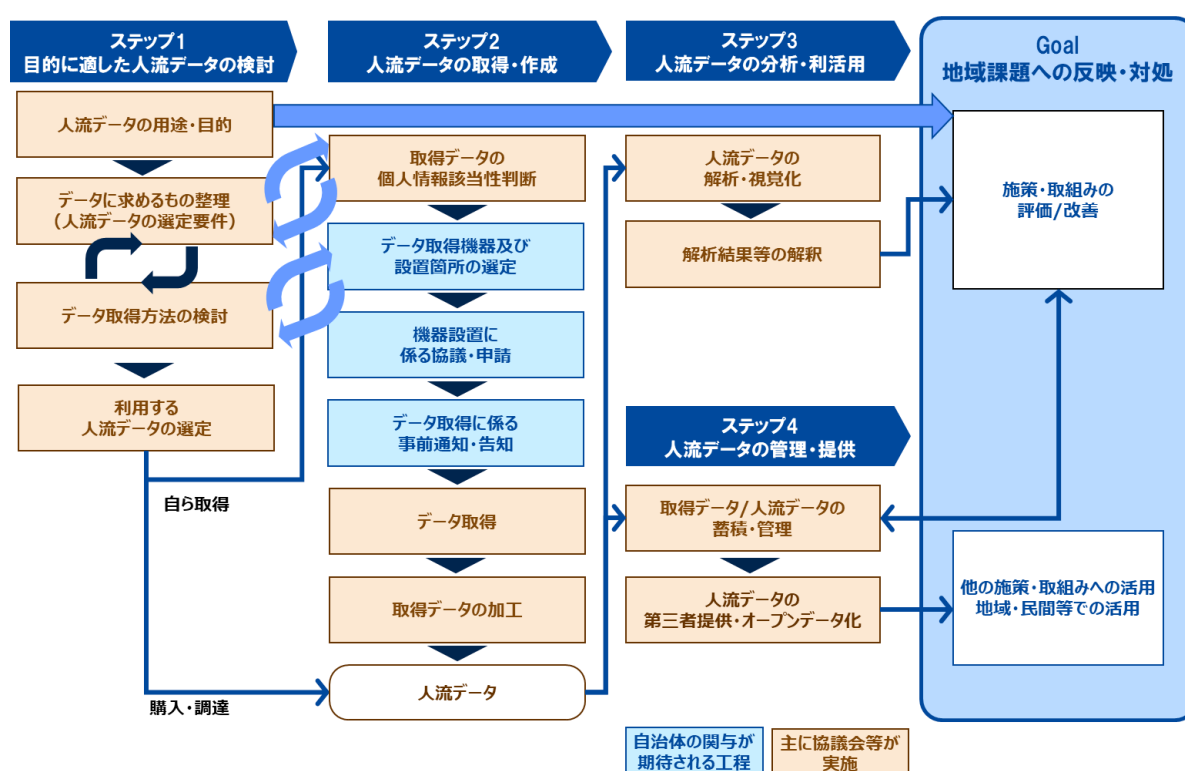 ステップ1
目的に適した人流データの検討
人流データの用途・目的
データに求めるもの整理
(人流データの選定要件)
データ取得方法の検討
利用する
人流データの選定
自ら取得
購入・調達
ステップ2
人流データの取得・作成
取得データの
個人情報該当性判断
データ取得機器及び
設置箇所の選定
機器設置に
係る協議・申請
データ取得に係る
事前通知・告知
データ取得
取得データの加工
人流データ
ステップ3
人流データの分析・利活用
人流データの
解析・視覚化
解析結果等の解釈
ステップ4
人流データの管理・提供
取得データ/人流データの
蓄積・管理
人流データの
第三者提供・オープンデータ化
Goal
地域課題への反映・対処
施策・取組みの
評価/改善
他の施策・取組みへの活用
地域・民間等での活用
自治体の関与が
期待される工程
主に協議会等が
実施